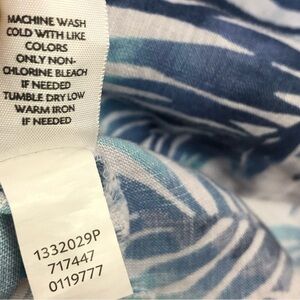 MACHINE WASH
COLD WITH LIKE
COLORS
ONLY NON-
CHLORINE BLEACH
IF NEEDED
TUMBLE DRY LOW
WARM IRON
IF NEEDED
1332029P
717447
0119777